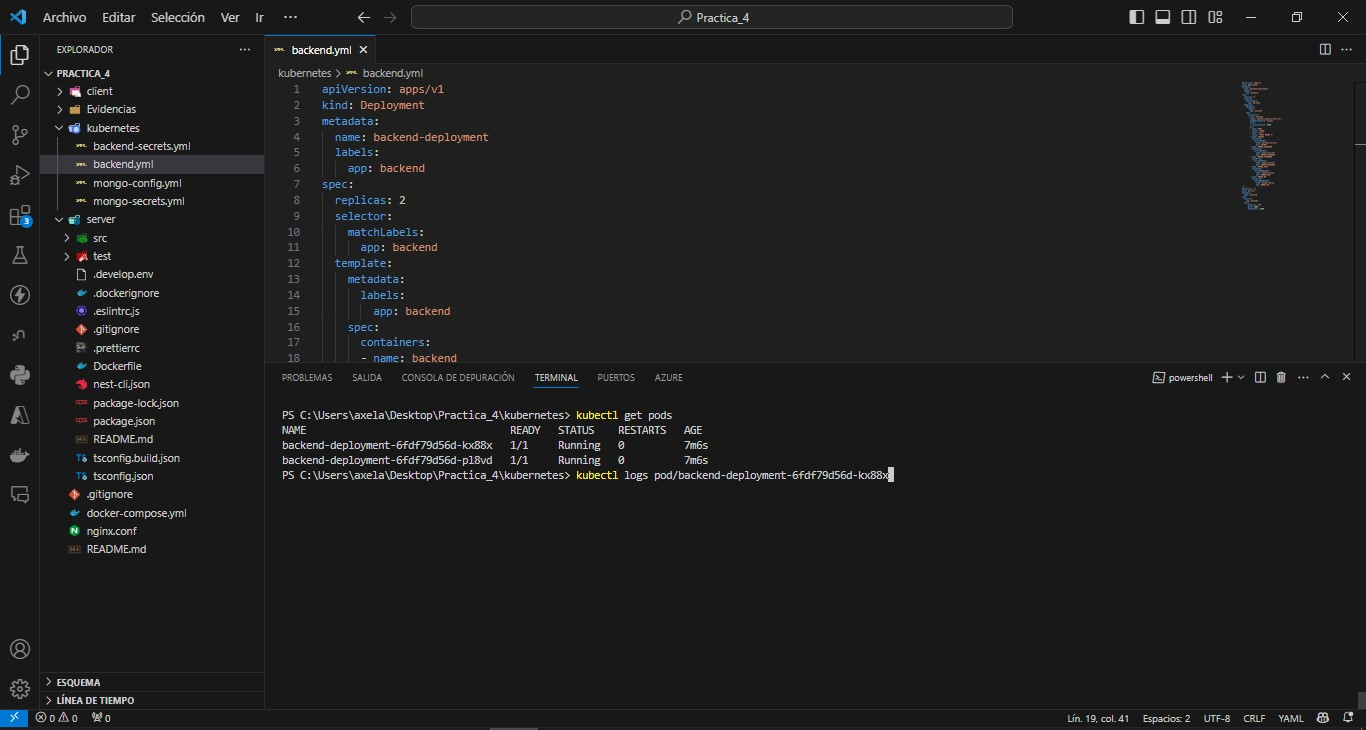 Archivo Editar Selección Ver Ir ··· Practica_4
EXPLORADOR ···
PRACTICA_4
client
Evidencias
kubernetes
backend-secrets.yml
backend.yml
mongo-config.yml
mongo-secrets.yml
server
src
test
.develop.env
.dockerignore
.eslintrc.js
.gitignore
.prettierrc
Dockerfile
nest-cli.json
package-lock.json
package.json
README.md
tsconfig.build.json
tsconfig.json
.gitignore
docker-compose.yml
nginx.conf
README.md
ESQUEMA
LÍNEA DE TIEMPO
3
backend.yml
kubernetes > backend.yml
1 apiVersion: apps/v1
2 kind: Deployment
3 metadata:
4 name: backend-deployment
5 labels:
6 app: backend
7 spec:
8 replicas: 2
9 selector:
10 matchLabels:
11 app: backend
12 template:
13 metadata:
14 labels:
15 app: backend
16 spec:
17 containers:
18 - name: backend
PROBLEMAS SALIDA CONSOLA DE DEPURACIÓN TERMINAL PUERTOS AZURE powershell
PS C:\Users\axela\Desktop\Practica_4\kubernetes> kubectl get pods
NAME READY STATUS RESTARTS AGE
backend-deployment-6fdf79d56d-kx88x 1/1 Running 0 7m6s
backend-deployment-6fdf79d56d-pl8vd 1/1 Running 0 7m6s
PS C:\Users\axela\Desktop\Practica_4\kubernetes> kubectl logs pod/backend-deployment-6fdf79d56d-kx88x
0 0 0 Lín. 19, col. 41 Espacios: 2 UTF-8 CRLF YAML